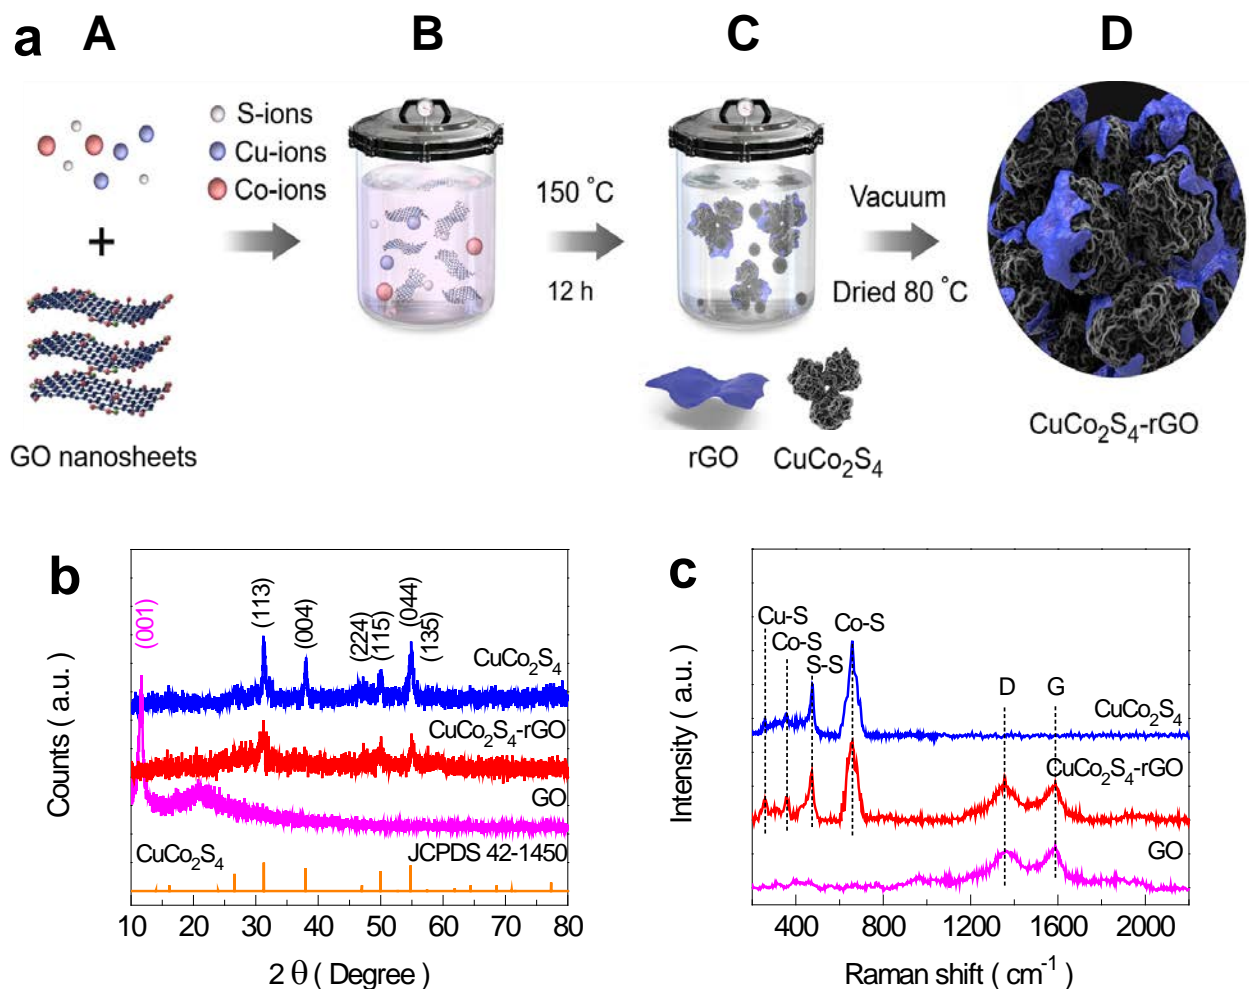 a A B C D
S-ions
Cu-ions
Co-ions
+
GO nanosheets
150 °C
12 h
Vacuum
Dried 80 °C
rGO CuCo₂S₄
CuCo₂S₄-rGO
b
(001)
(113)
(004)
(224)
(115)
(044)
(135)
CuCo₂S₄
CuCo₂S₄-rGO
GO
CuCo₂S₄ JCPDS 42-1450
Counts ( a.u. )
10 20 30 40 50 60 70 80
2 θ ( Degree )
c
Cu-S
Co-S
S-S
Co-S
D G
CuCo₂S₄
CuCo₂S₄-rGO
GO
Intensity ( a.u. )
400 800 1200 1600 2000
Raman shift ( cm⁻¹ )